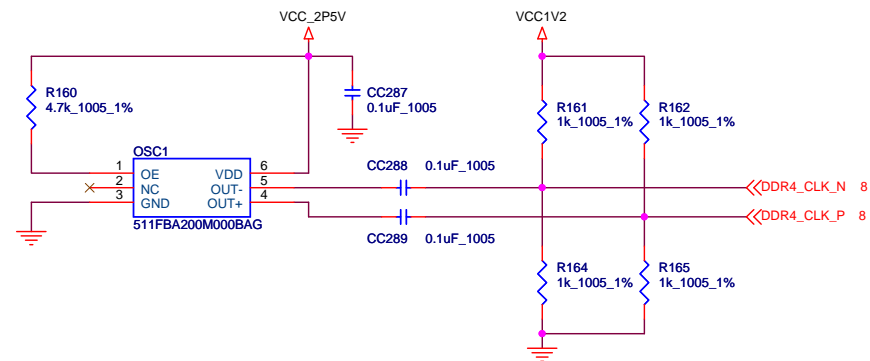 VCC_2P5V
VCC1V2
R160
4.7k_1005_1%
CC287
0.1uF_1005
R161
1k_1005_1%
R162
1k_1005_1%
OSC1
1 OE VDD 6
2 NC OUT- 5
3 GND OUT+ 4
511FBA200M000BAG
CC288 0.1uF_1005
DDR4_CLK_N 8
DDR4_CLK_P 8
CC289 0.1uF_1005
R164
1k_1005_1%
R165
1k_1005_1%